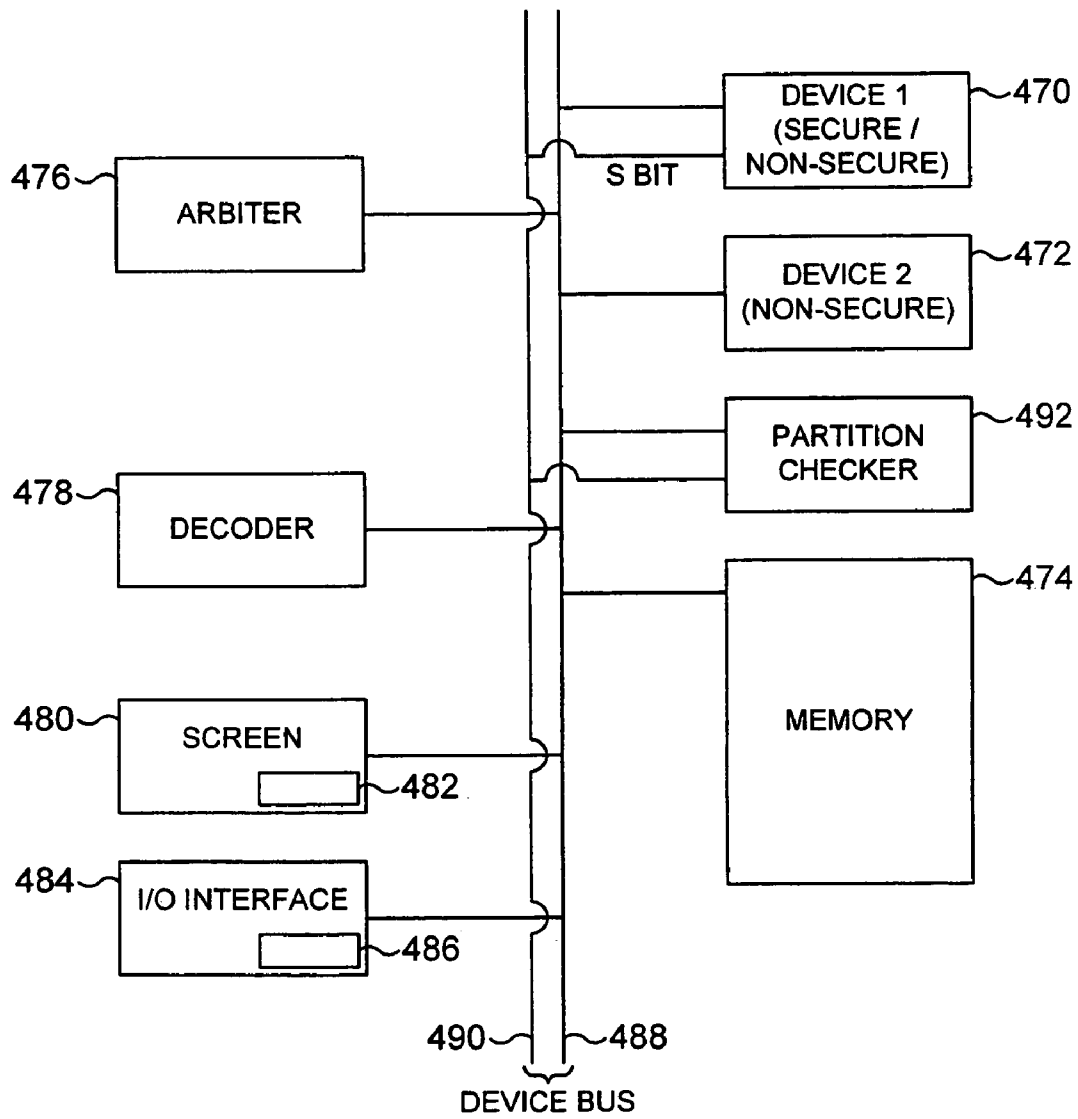 DEVICE 1
(SECURE /
NON-SECURE)
470
S BIT
476
ARBITER
472
DEVICE 2
(NON-SECURE)
492
PARTITION
CHECKER
478
DECODER
474
MEMORY
480
SCREEN
482
484
I/O INTERFACE
486
490
488
DEVICE BUS